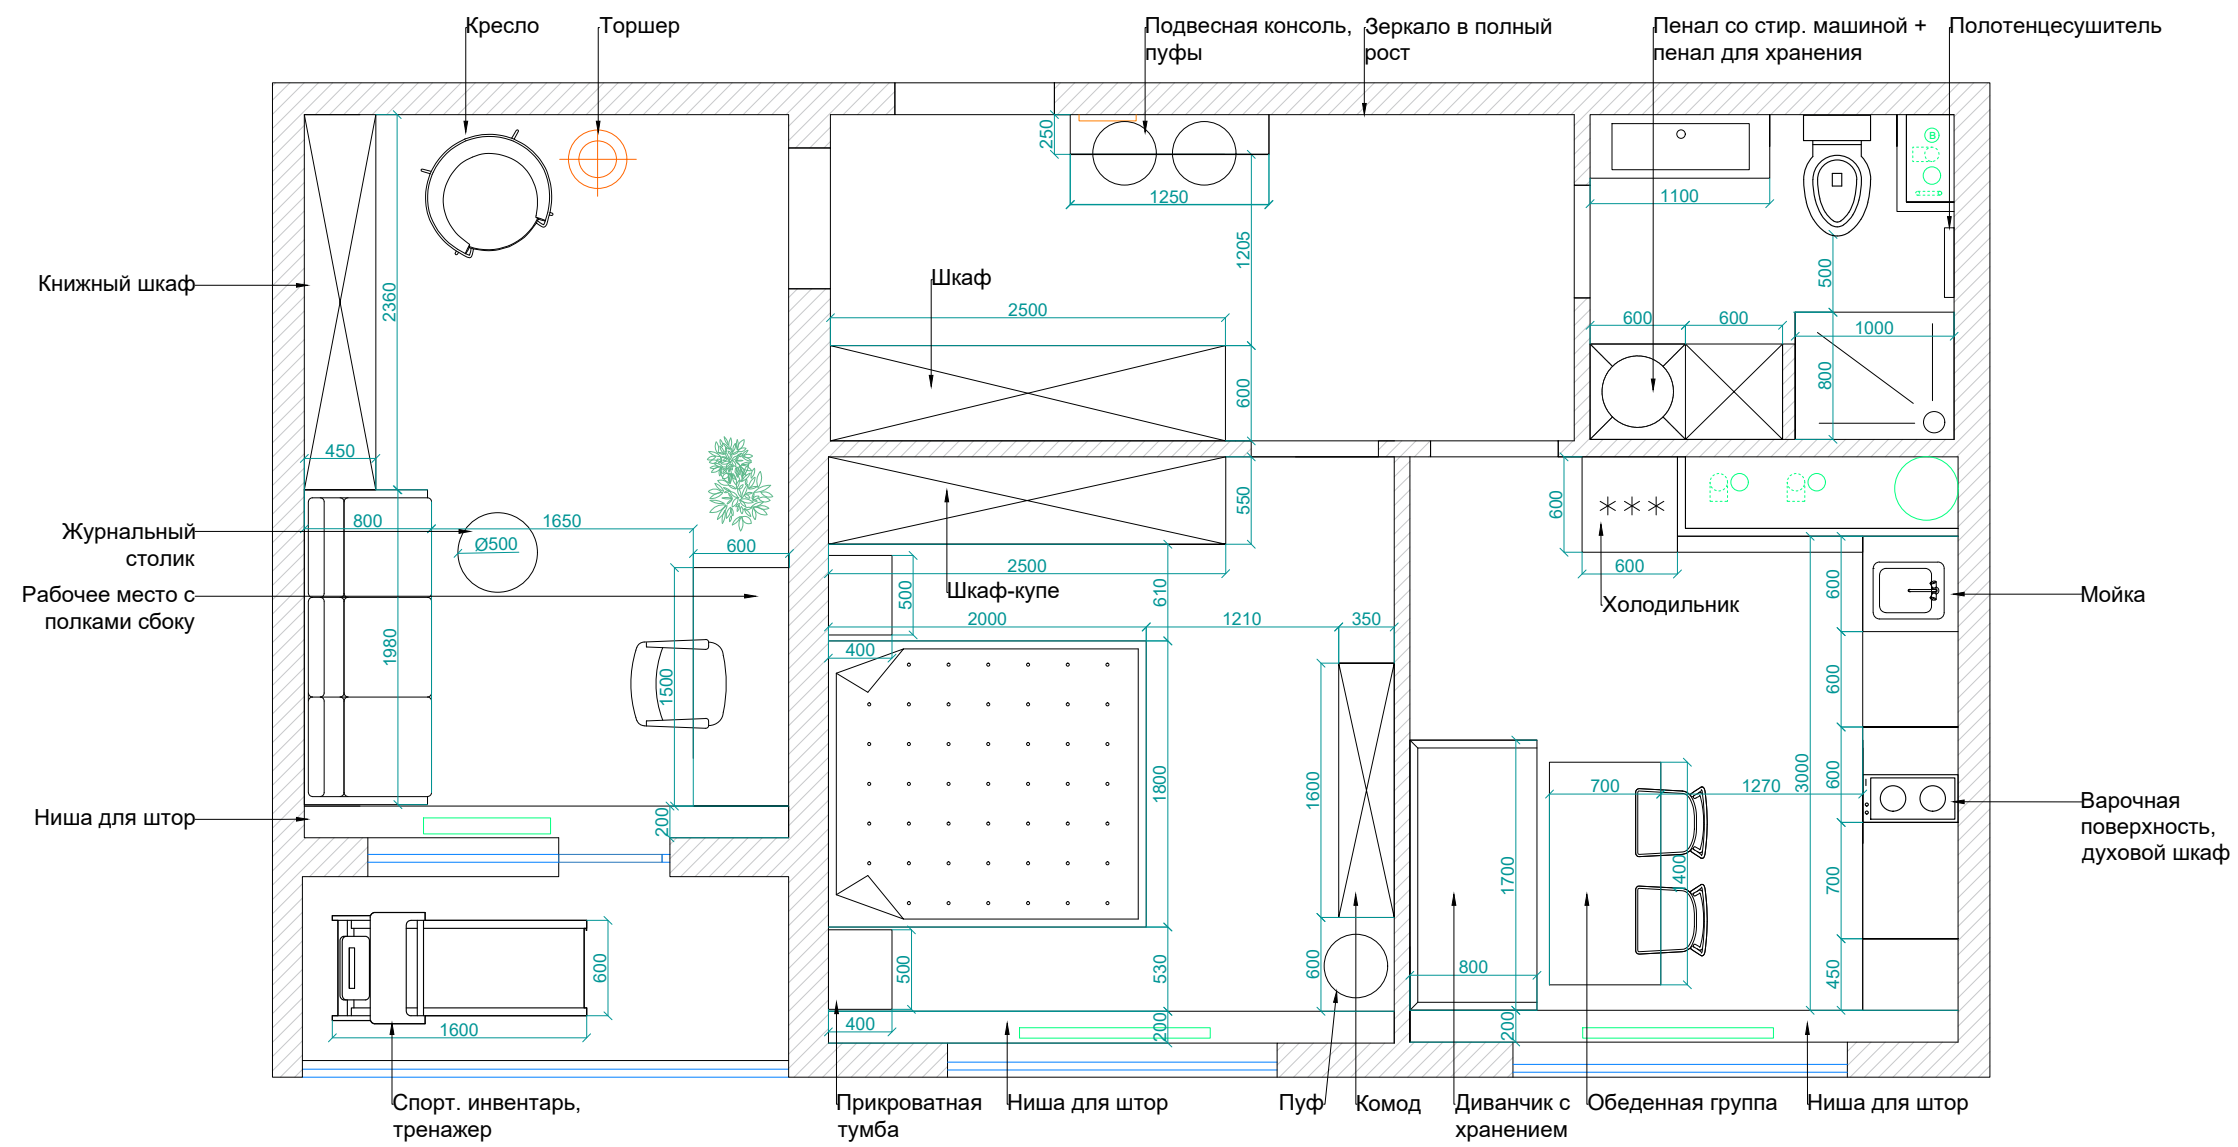 Кресло
Торшер
Подвесная консоль,
пуфы
Зеркало в полный
рост
Пенал со стир. машиной +
пенал для хранения
Полотенцесушитель
250
1250
1100
В
1205
500
Книжный шкаф
2360
Шкаф
2500
600
600
600
1000
800
450
550
600
Журнальный
столик
800
1650
Ø500
600
2500
500
610
Шкаф-купе
600
Холодильник
600
Мойка
Рабочее место с
полками сбоку
1980
1500
2000
1210
350
400
600
1800
1600
700
1270
3000
600
Ниша для штор
200
Варочная
поверхность,
духовой шкаф
1700
1400
700
600
1600
500
530
600
800
450
400
200
200
Спорт. инвентарь,
тренажер
Прикроватная
тумба
Ниша для штор
Пуф
Комод
Диванчик с
хранением
Обеденная группа
Ниша для штор